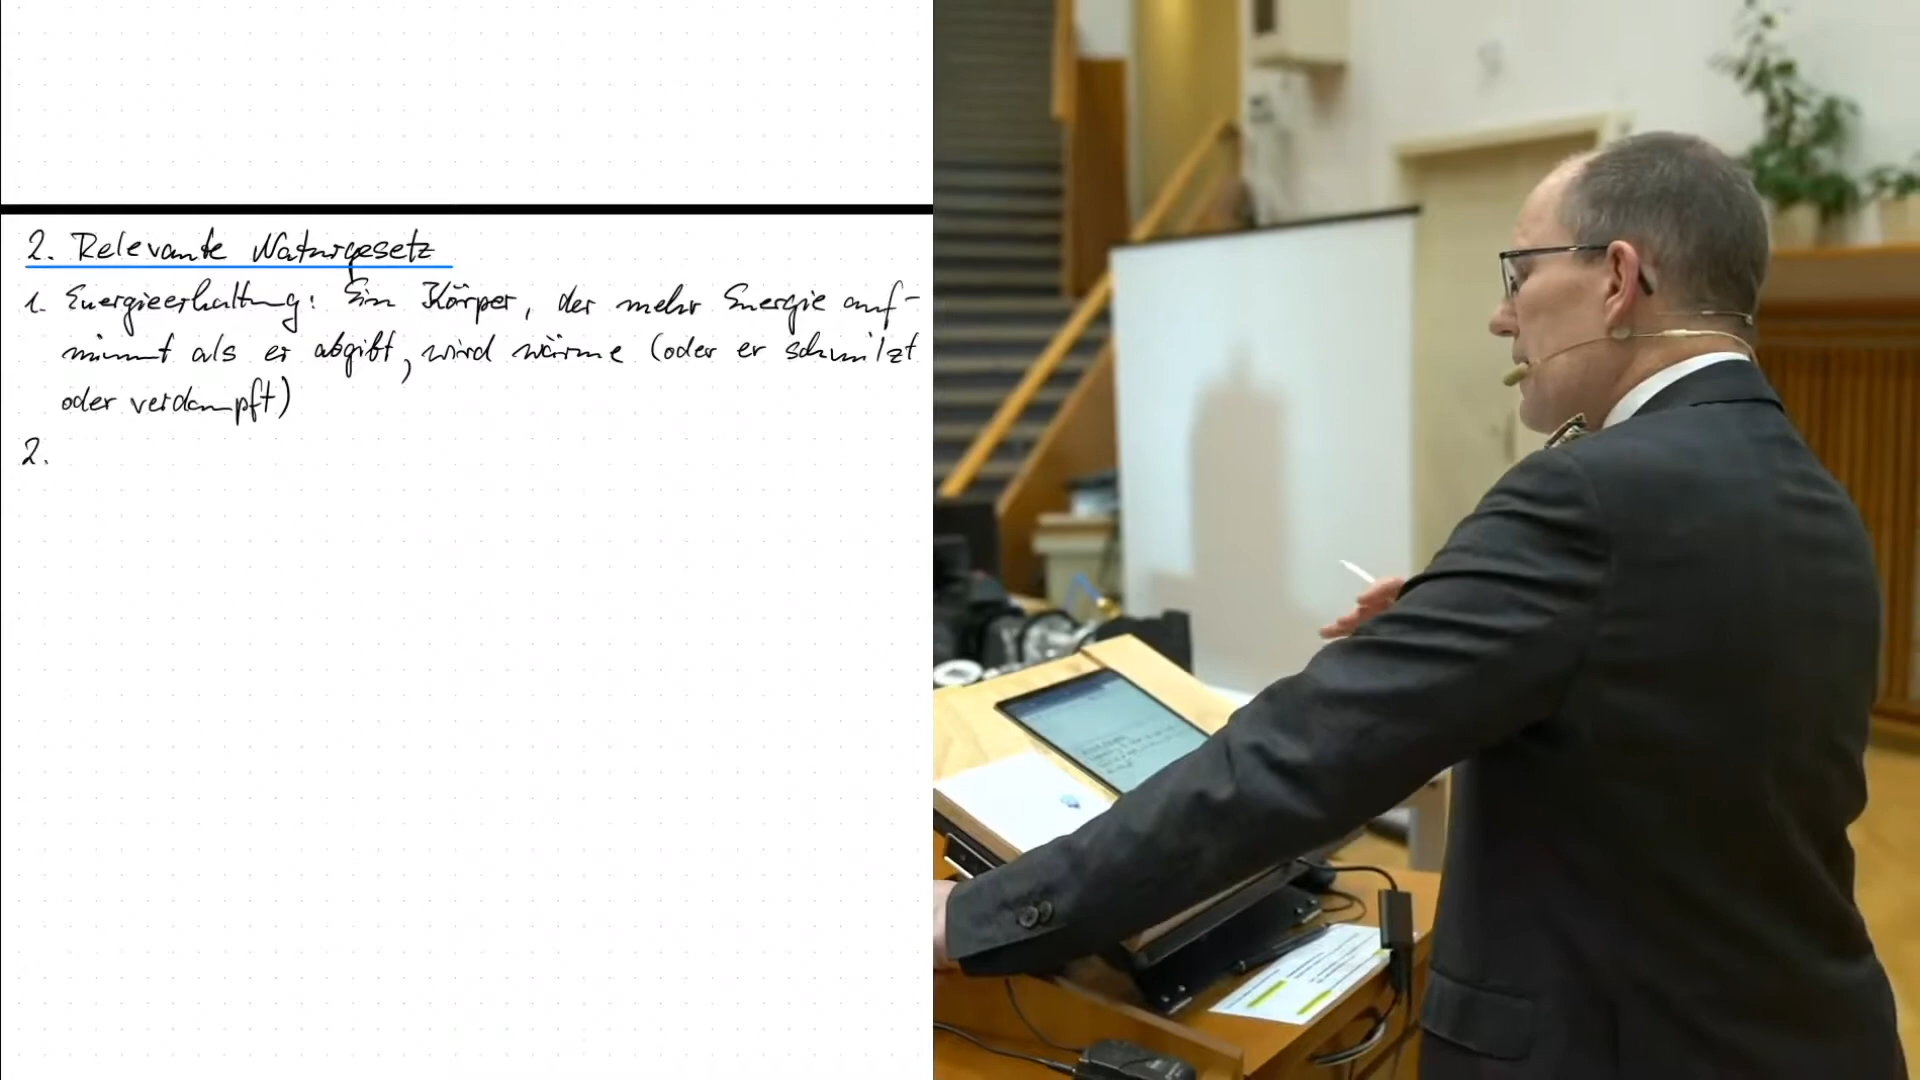 2. Relevante Naturgesetz
1. Energieerhaltung: Ein Körper, der mehr Energie auf-
nimmt als er abgibt, wird wärme (oder er schmilzt
oder verdampft)
2.